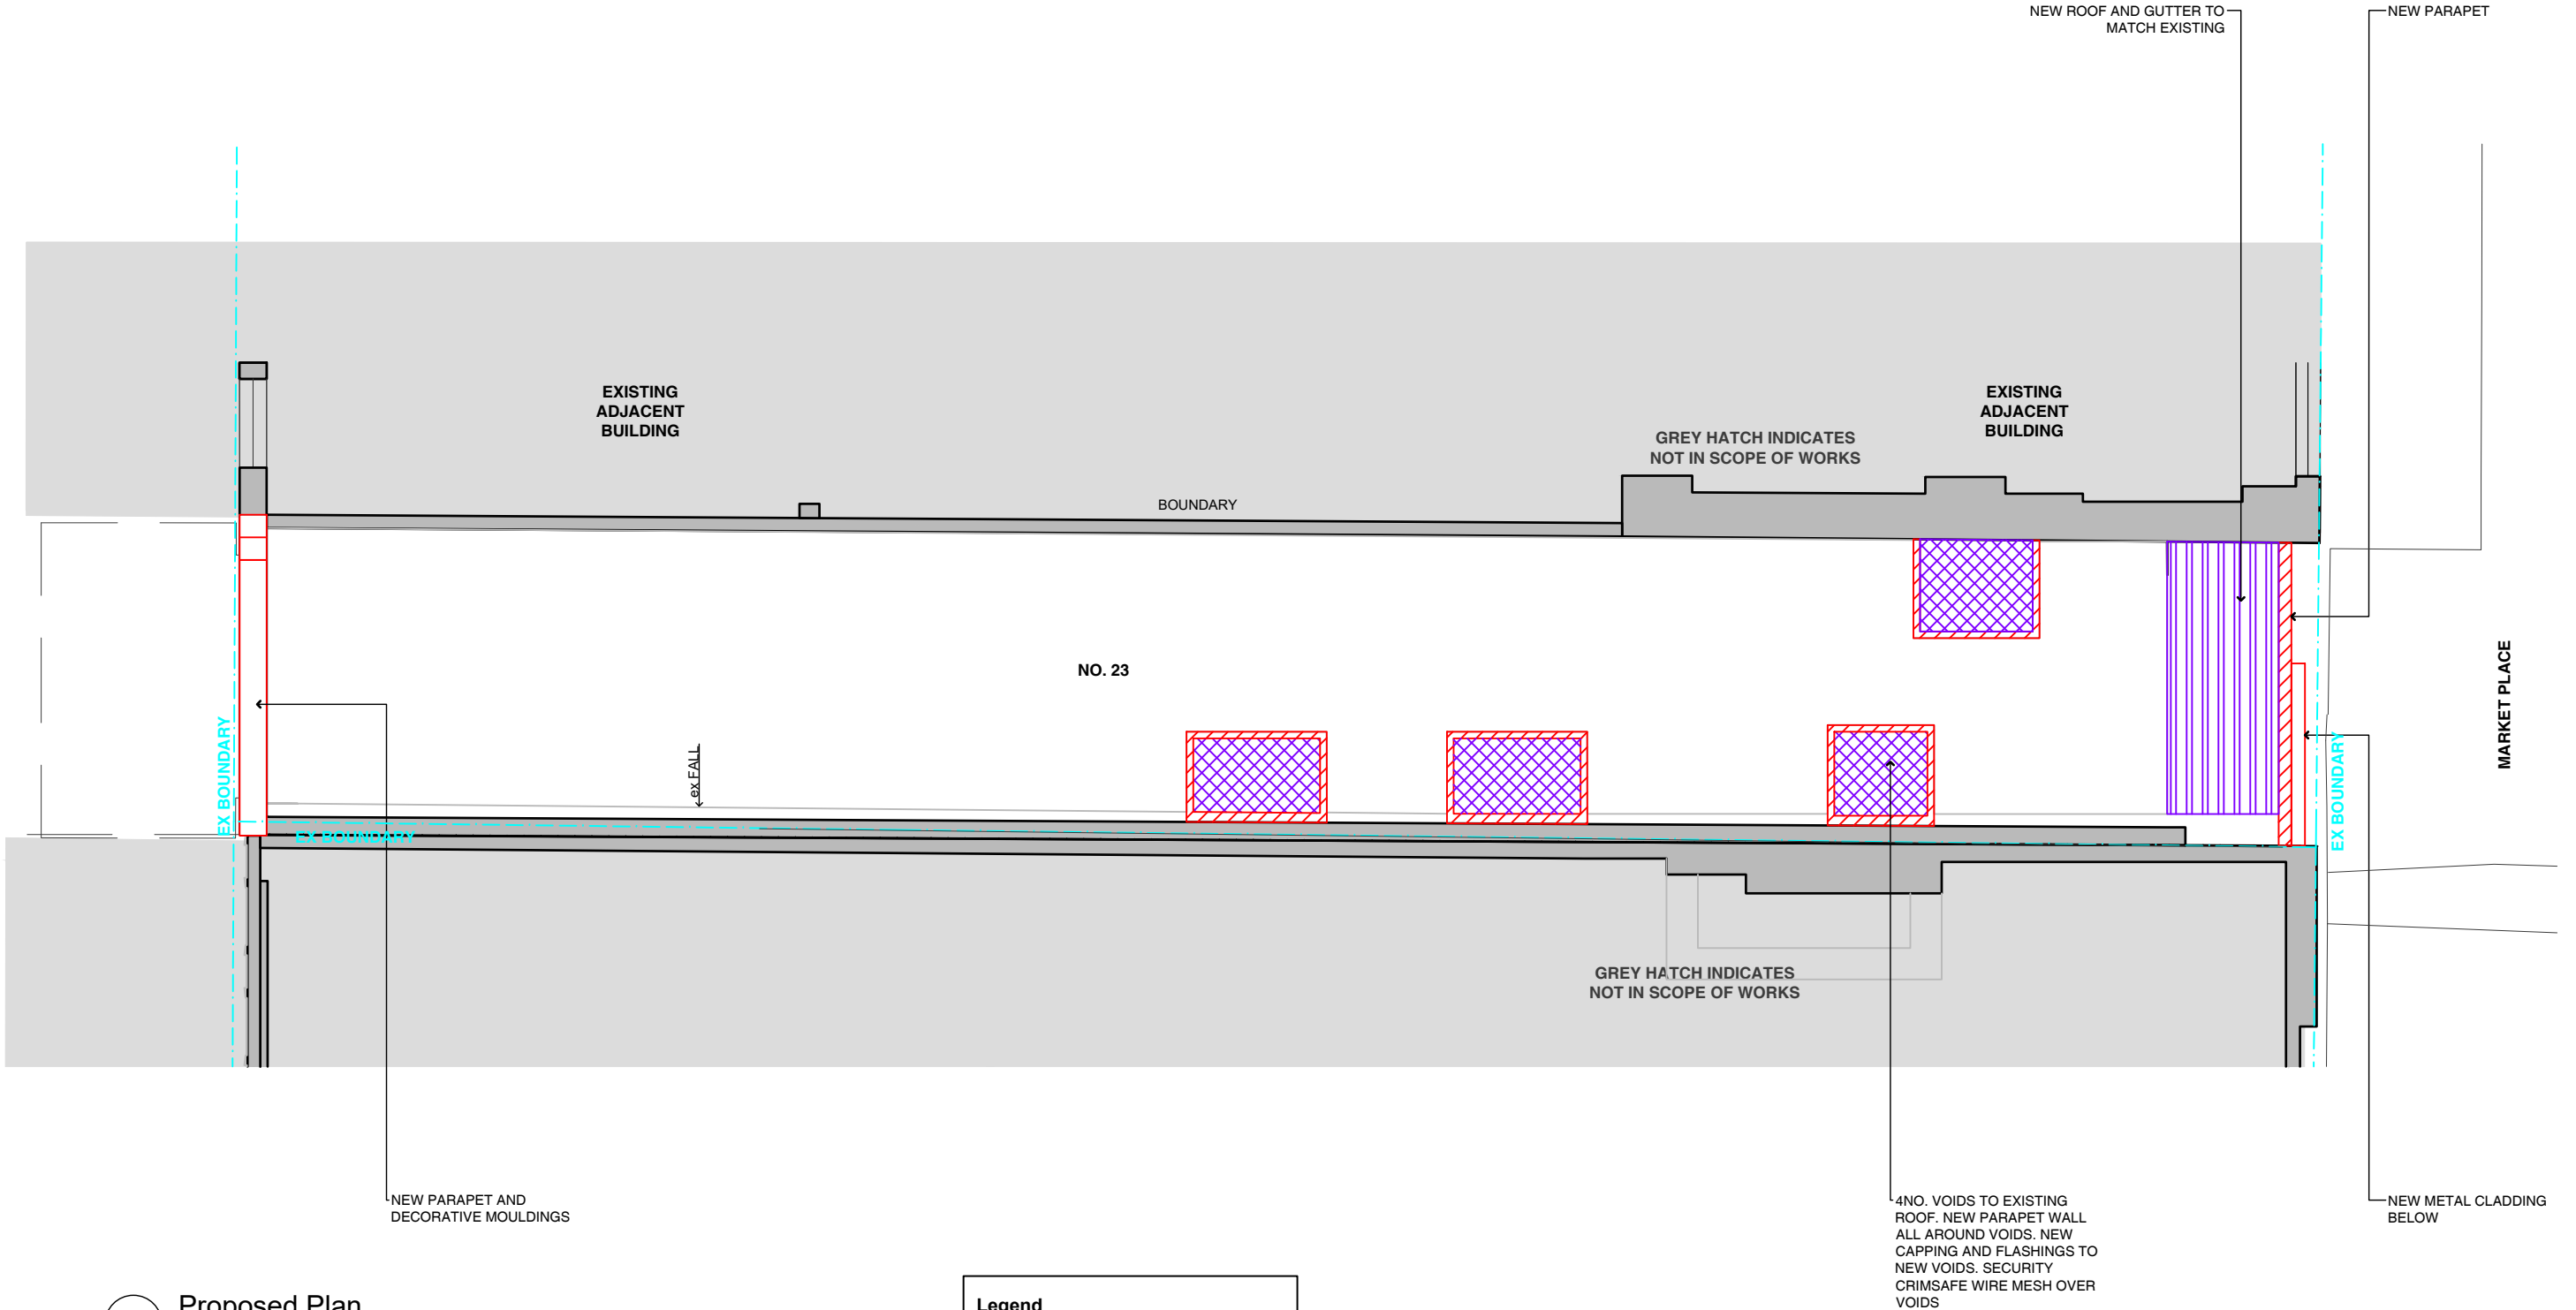 NEW ROOF AND GUTTER TO
MATCH EXISTING
NEW PARAPET
EXISTING
ADJACENT
BUILDING
EXISTING
ADJACENT
BUILDING
GREY HATCH INDICATES
NOT IN SCOPE OF WORKS
BOUNDARY
NO. 23
MARKET PLACE
EX BOUNDARY
ex FALL
EX BOUNDARY
EX BOUNDARY
GREY HATCH INDICATES
NOT IN SCOPE OF WORKS
NEW PARAPET AND
DECORATIVE MOULDINGS
4NO. VOIDS TO EXISTING
ROOF. NEW PARAPET WALL
ALL AROUND VOIDS. NEW
CAPPING AND FLASHINGS TO
NEW VOIDS. SECURITY
CRIMSAFE WIRE MESH OVER
VOIDS
NEW METAL CLADDING
BELOW
Proposed Plan
Legend